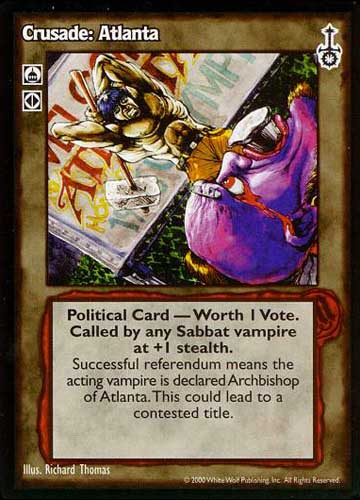 Crusade: Atlanta
Political Card — Worth 1 Vote.
Called by any Sabbat vampire
at +1 stealth.
Successful referendum means the
acting vampire is declared Archbishop
of Atlanta. This could lead to a
contested title.
Illus. Richard Thomas
© 2000 White Wolf Publishing, Inc. All Rights Reserved.